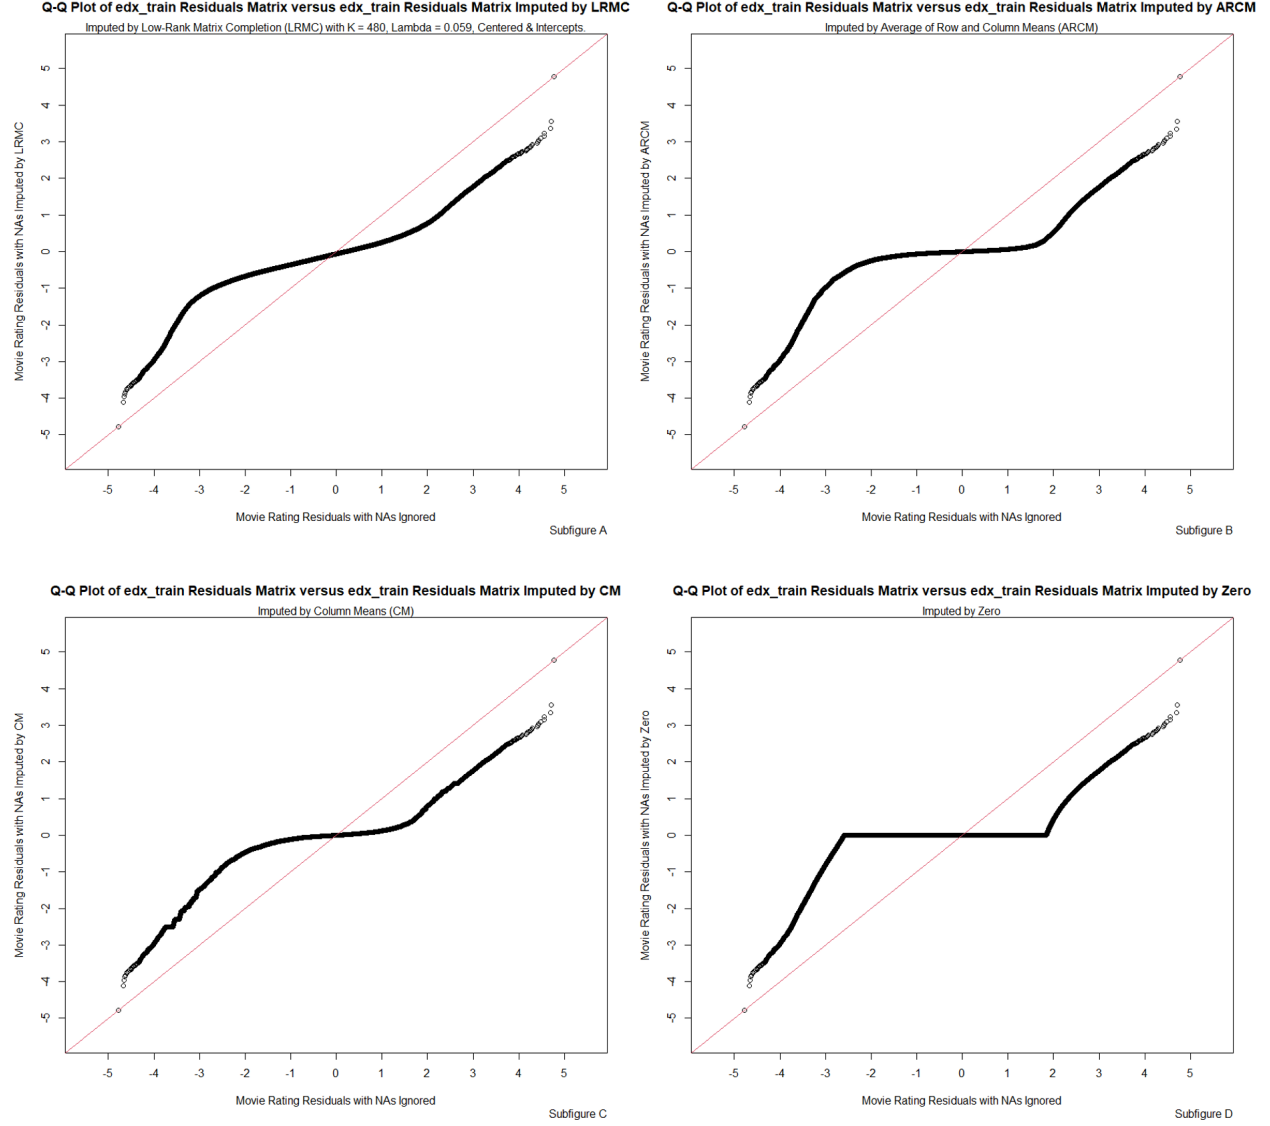 Q-Q Plot of edx_train Residuals Matrix versus edx_train Residuals Matrix Imputed by LRMC
Imputed by Low-Rank Matrix Completion (LRMC) with K = 480, Lambda = 0.059, Centered & Intercepts.
Movie Rating Residuals with NAs Imputed by LRMC
5
4
3
2
1
0
-1
-2
-3
-4
-5
-5 -4 -3 -2 -1 0 1 2 3 4 5
Movie Rating Residuals with NAs Ignored
Subfigure A
Q-Q Plot of edx_train Residuals Matrix versus edx_train Residuals Matrix Imputed by ARCM
Imputed by Average of Row and Column Means (ARCM)
Movie Rating Residuals with NAs Imputed by ARCM
5
4
3
2
1
0
-1
-2
-3
-4
-5
-5 -4 -3 -2 -1 0 1 2 3 4 5
Movie Rating Residuals with NAs Ignored
Subfigure B
Q-Q Plot of edx_train Residuals Matrix versus edx_train Residuals Matrix Imputed by CM
Imputed by Column Means (CM)
Movie Rating Residuals with NAs Imputed by CM
5
4
3
2
1
0
-1
-2
-3
-4
-5
-5 -4 -3 -2 -1 0 1 2 3 4 5
Movie Rating Residuals with NAs Ignored
Subfigure C
Q-Q Plot of edx_train Residuals Matrix versus edx_train Residuals Matrix Imputed by Zero
Imputed by Zero
Movie Rating Residuals with NAs Imputed by Zero
5
4
3
2
1
0
-1
-2
-3
-4
-5
-5 -4 -3 -2 -1 0 1 2 3 4 5
Movie Rating Residuals with NAs Ignored
Subfigure D